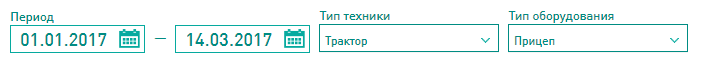 Период Тип техники Тип оборудования
01.01.2017 — 14.03.2017 Трактор Прицеп